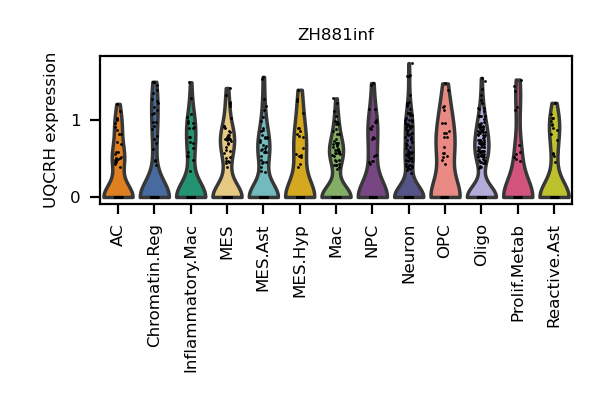 ZH881inf
UQCRH expression
1
0
AC
Chromatin.Reg
Inflammatory.Mac
MES
MES.Ast
MES.Hyp
Mac
NPC
Neuron
OPC
Oligo
Prolif.Metab
Reactive.Ast